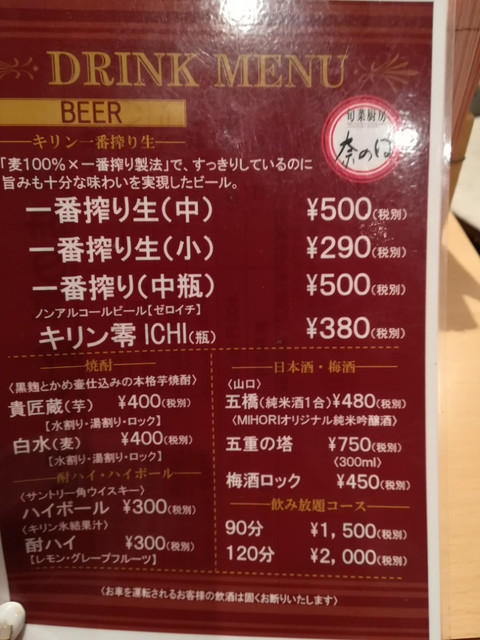 DRINK MENU
BEER
旬菜厨房
奈のは
キリン一番搾り生
「麦100%×一番搾り製法」で、すっきりしているのに
旨みも十分な味わいを実現したビール。
一番搾り生(中) ¥500(税別)
一番搾り生(小) ¥290(税別)
一番搾り(中瓶) ¥500(税別)
ノンアルコールビール【ゼロイチ】
キリン零ICHI(瓶) ¥380(税別)
焼酎
〈黒麹とかめ壷仕込みの本格芋焼酎〉
貴匠蔵(芋) ¥400(税別)
【水割り・湯割り・ロック】
白水(麦) ¥400(税別)
【水割り・湯割り・ロック】
酎ハイ・ハイボール
〈サントリー角ウイスキー〉
ハイボール ¥300(税別)
〈キリン氷結果汁〉
酎ハイ ¥300(税別)
【レモン・グレープフルーツ】
日本酒・梅酒
〈山口〉
五橋(純米酒1合) ¥480(税別)
〈MIHORIオリジナル純米吟醸酒〉
五重の塔 ¥750(税別)
〈300ml〉
梅酒ロック ¥450(税別)
飲み放題コース
90分 ¥1,500(税別)
120分 ¥2,000(税別)
〈お車を運転されるお客様の飲酒は固くお断りいたします〉